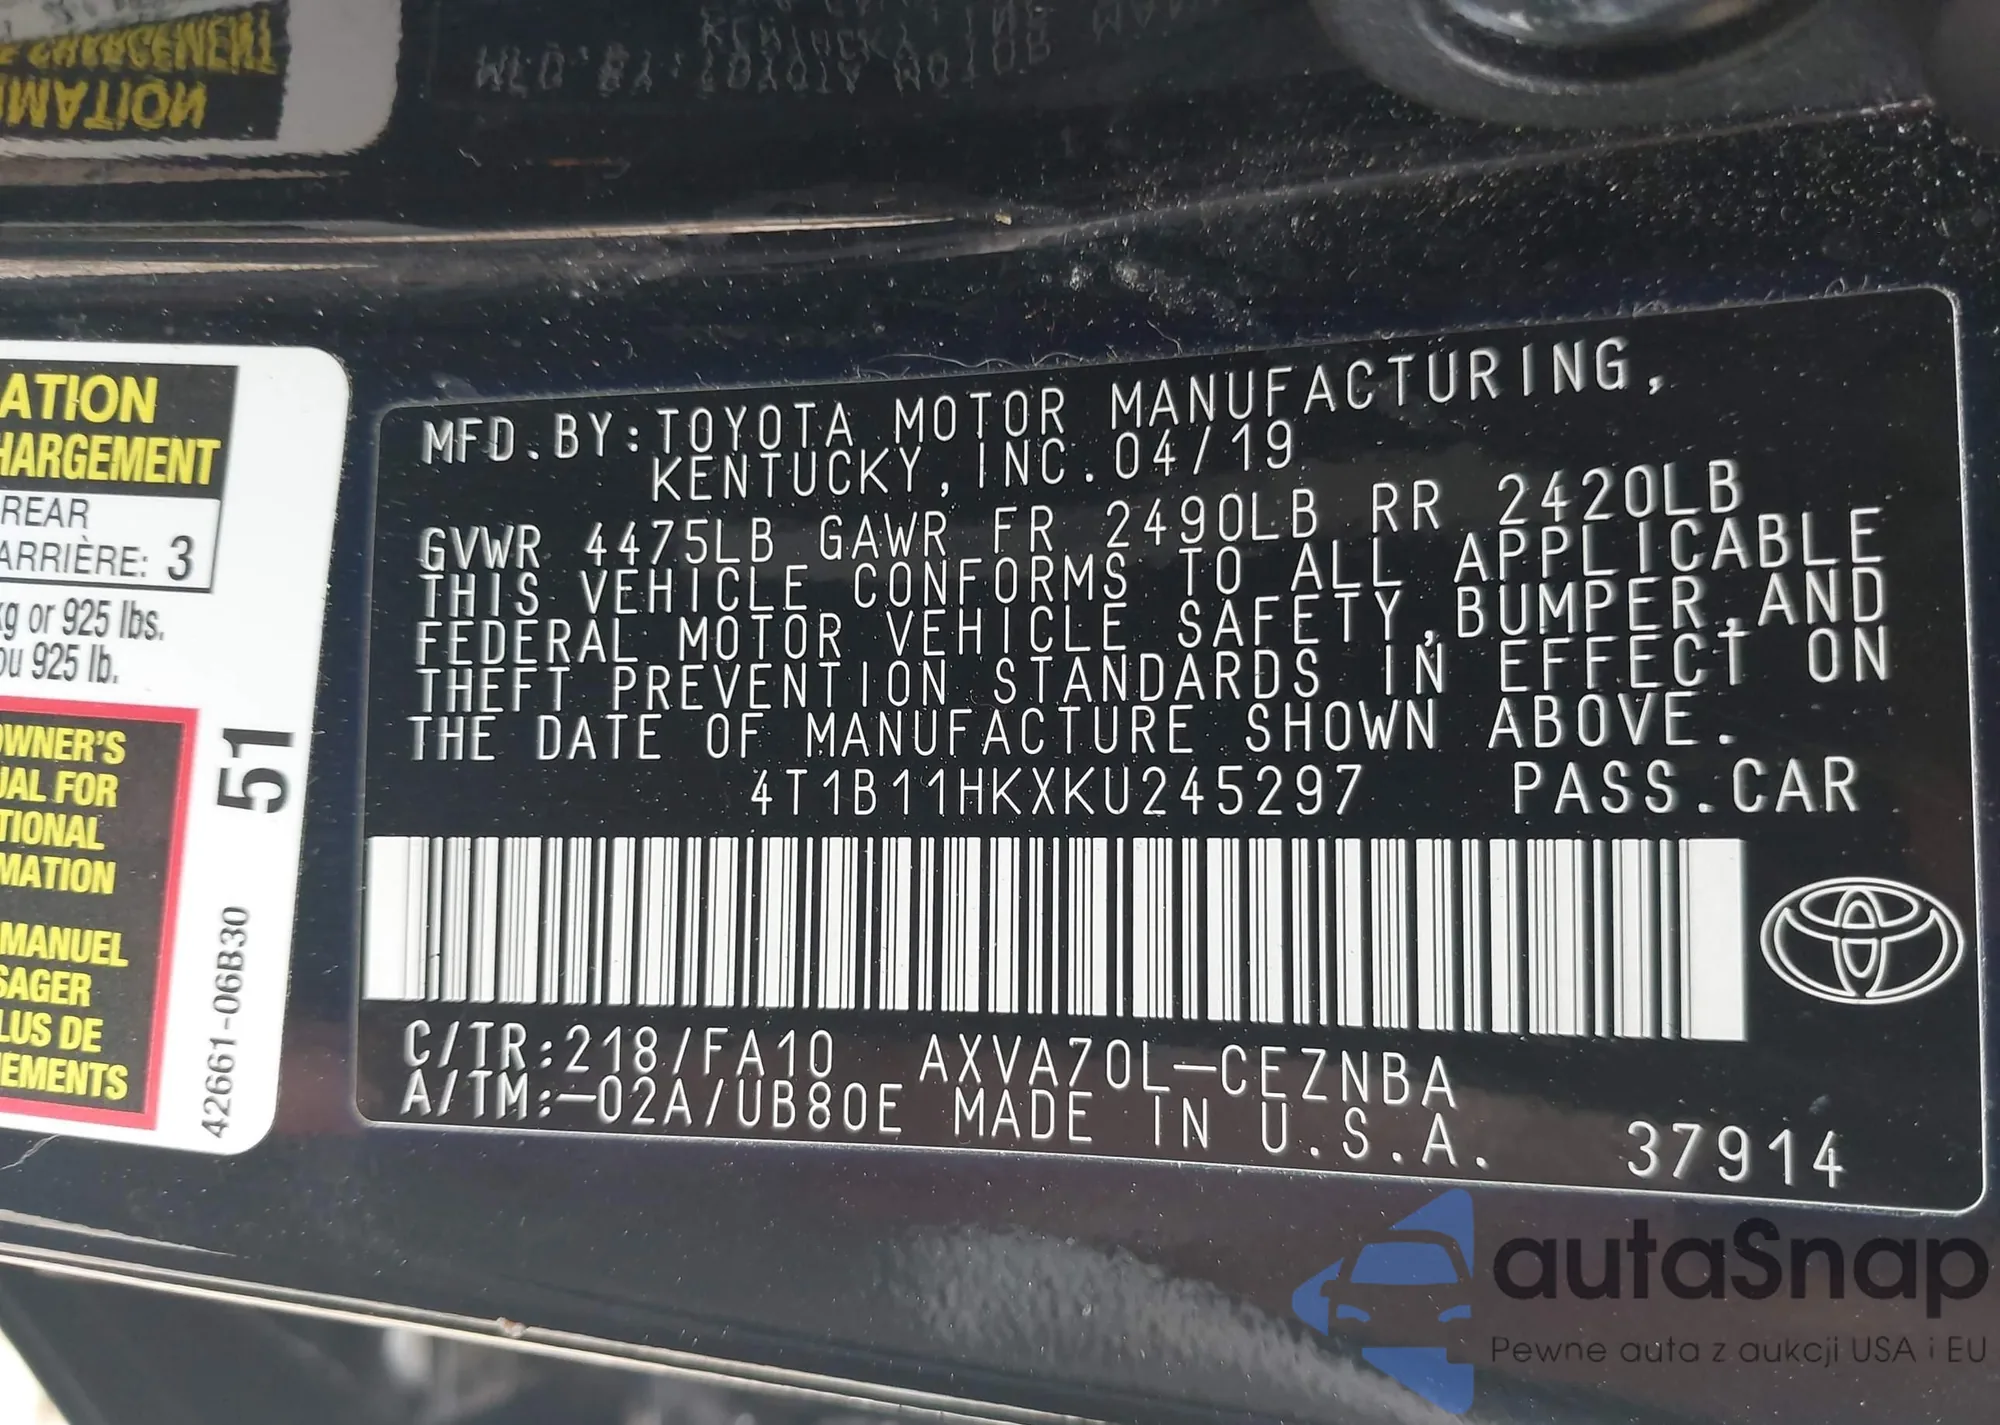 ATION
HARGEMENT
REAR
ARRIÈRE: 3
kg or 925 lbs.
ou 925 lb.
OWNER'S
UAL FOR
TIONAL
MATION
MANUEL
SAGER
LUS DE
EMENTS
51
42661-06B30
MFD.BY:TOYOTA MOTOR MANUFACTURING,
KENTUCKY, INC. 04/19
GVWR 4475LB GAWR FR 2490LB RR 2420LB
THIS VEHICLE CONFORMS TO ALL APPLICABLE
FEDERAL MOTOR VEHICLE SAFETY,BUMPER,AND
THEFT PREVENTION STANDARDS IN EFFECT ON
THE DATE OF MANUFACTURE SHOWN ABOVE.
4T1B11HKXKU245297 PASS.CAR
C/TR:218/FA10 AXVA70L-CEZNBA
A/TM:-02A/UB80E MADE IN U.S.A.
37914
autaSnap
Pewne auta z aukcji USA i EU